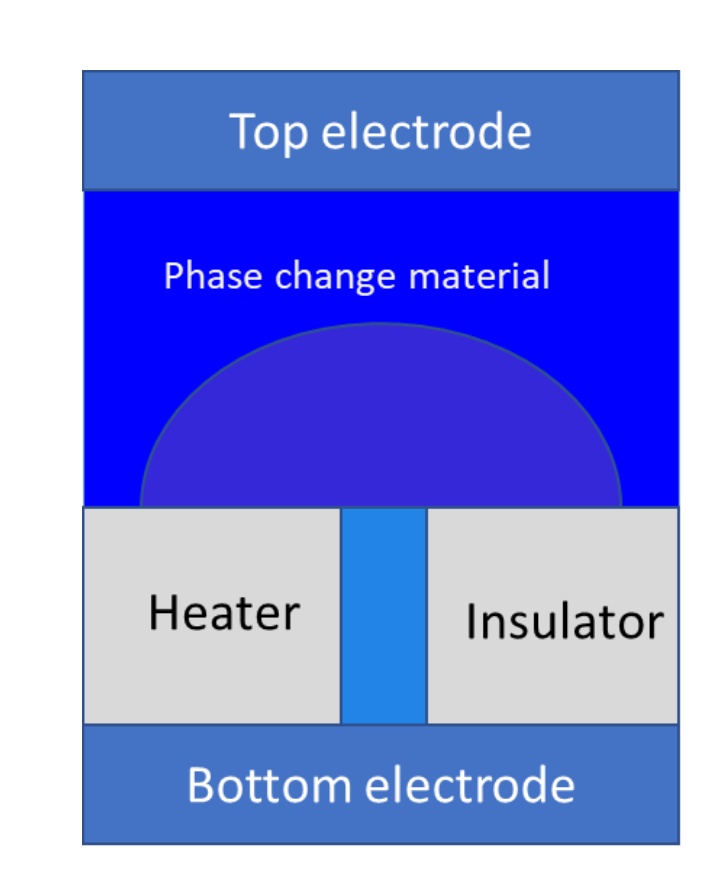 Top electrode
Phase change material
Heater
Insulator
Bottom electrode